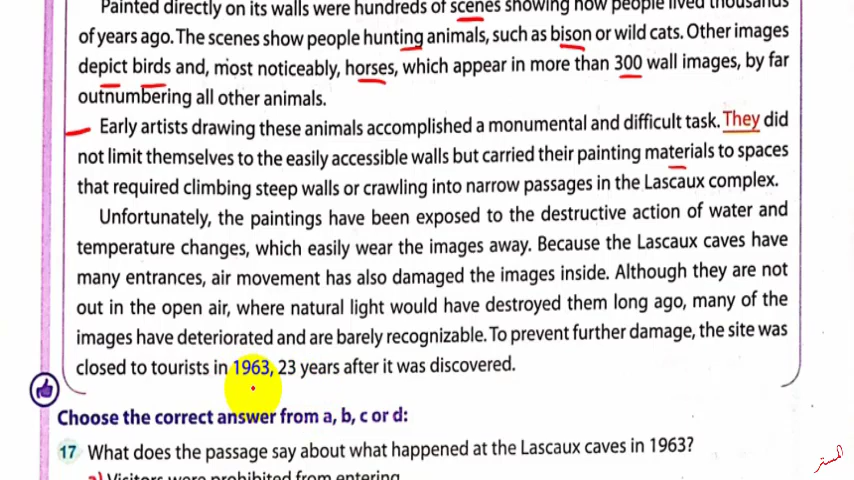 Painted directly on its walls were hundreds of scenes showing how people lived thousands
of years ago. The scenes show people hunting animals, such as bison or wild cats. Other images
depict birds and, most noticeably, horses, which appear in more than 300 wall images, by far
outnumbering all other animals.
Early artists drawing these animals accomplished a monumental and difficult task. They did
not limit themselves to the easily accessible walls but carried their painting materials to spaces
that required climbing steep walls or crawling into narrow passages in the Lascaux complex.
Unfortunately, the paintings have been exposed to the destructive action of water and
temperature changes, which easily wear the images away. Because the Lascaux caves have
many entrances, air movement has also damaged the images inside. Although they are not
out in the open air, where natural light would have destroyed them long ago, many of the
images have deteriorated and are barely recognizable. To prevent further damage, the site was
closed to tourists in 1963, 23 years after it was discovered.
Choose the correct answer from a, b, c or d:
17 What does the passage say about what happened at the Lascaux caves in 1963?
a) Visitors were prohibited from entering